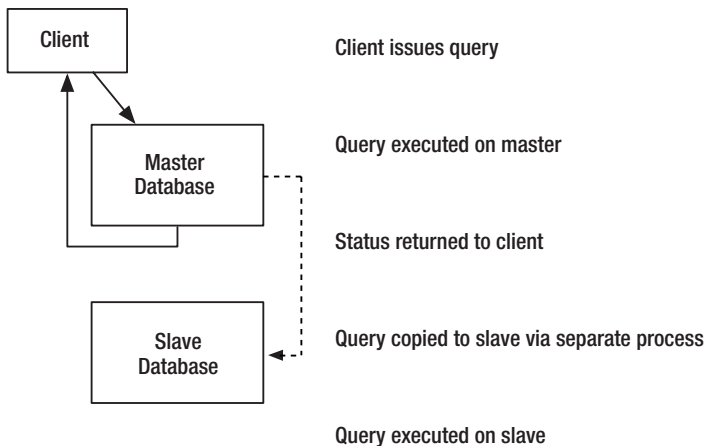 Client
Client issues query
Master
Database
Query executed on master
Status returned to client
Slave
Database
Query copied to slave via separate process
Query executed on slave